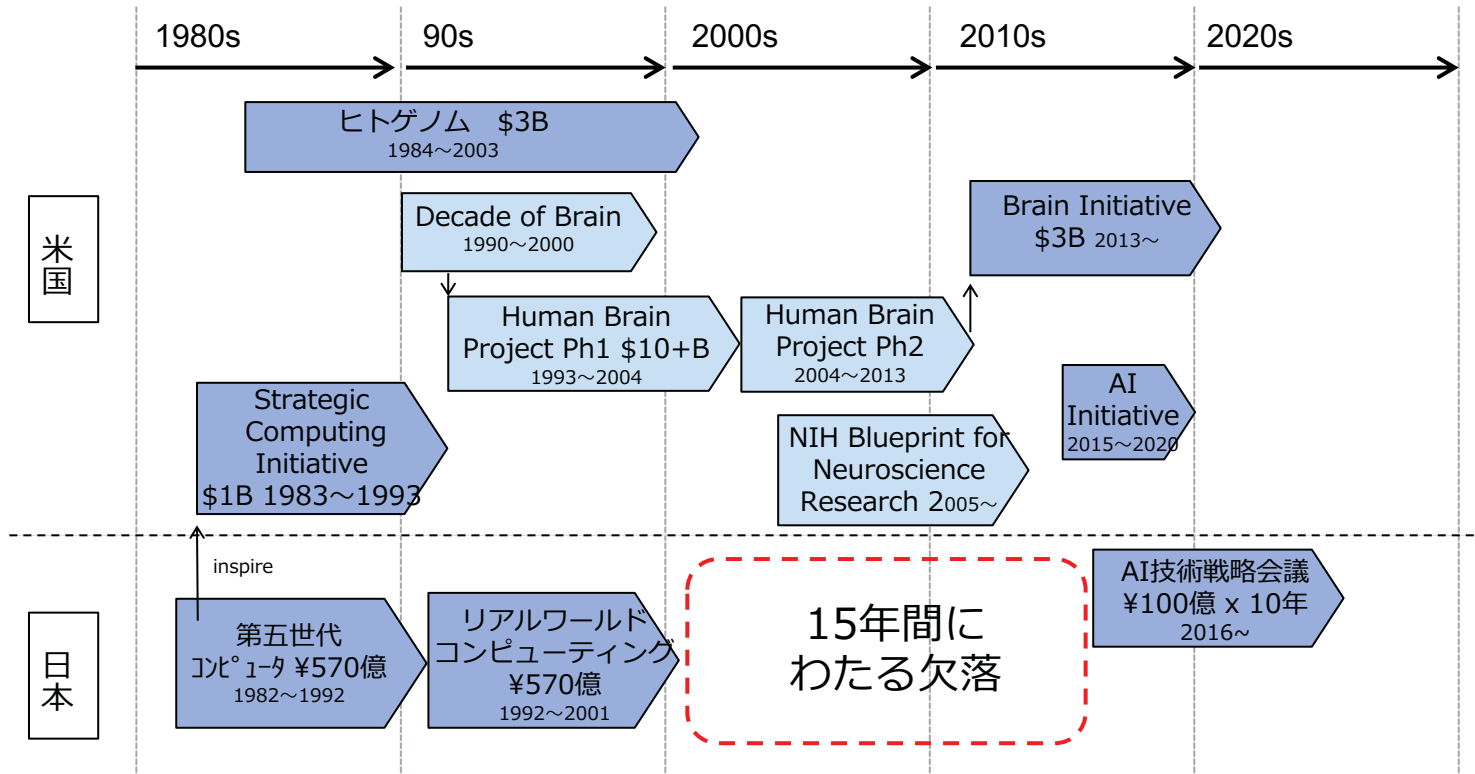 1980s
90s
2000s
2010s
2020s
米国
ヒトゲノム $3B
1984～2003
Decade of Brain
1990～2000
Brain Initiative
$3B 2013～
Human Brain
Project Ph1 $10+B
1993～2004
Human Brain
Project Ph2
2004～2013
Strategic
Computing
Initiative
$1B 1983～1993
AI
Initiative
2015～2020
NIH Blueprint for
Neuroscience
Research 2005～
inspire
日本
第五世代
ｺﾝﾋﾟｭｰﾀ ¥570億
1982～1992
リアルワールド
コンピューティング
¥570億
1992～2001
15年間に
わたる欠落
AI技術戦略会議
¥100億 x 10年
2016~